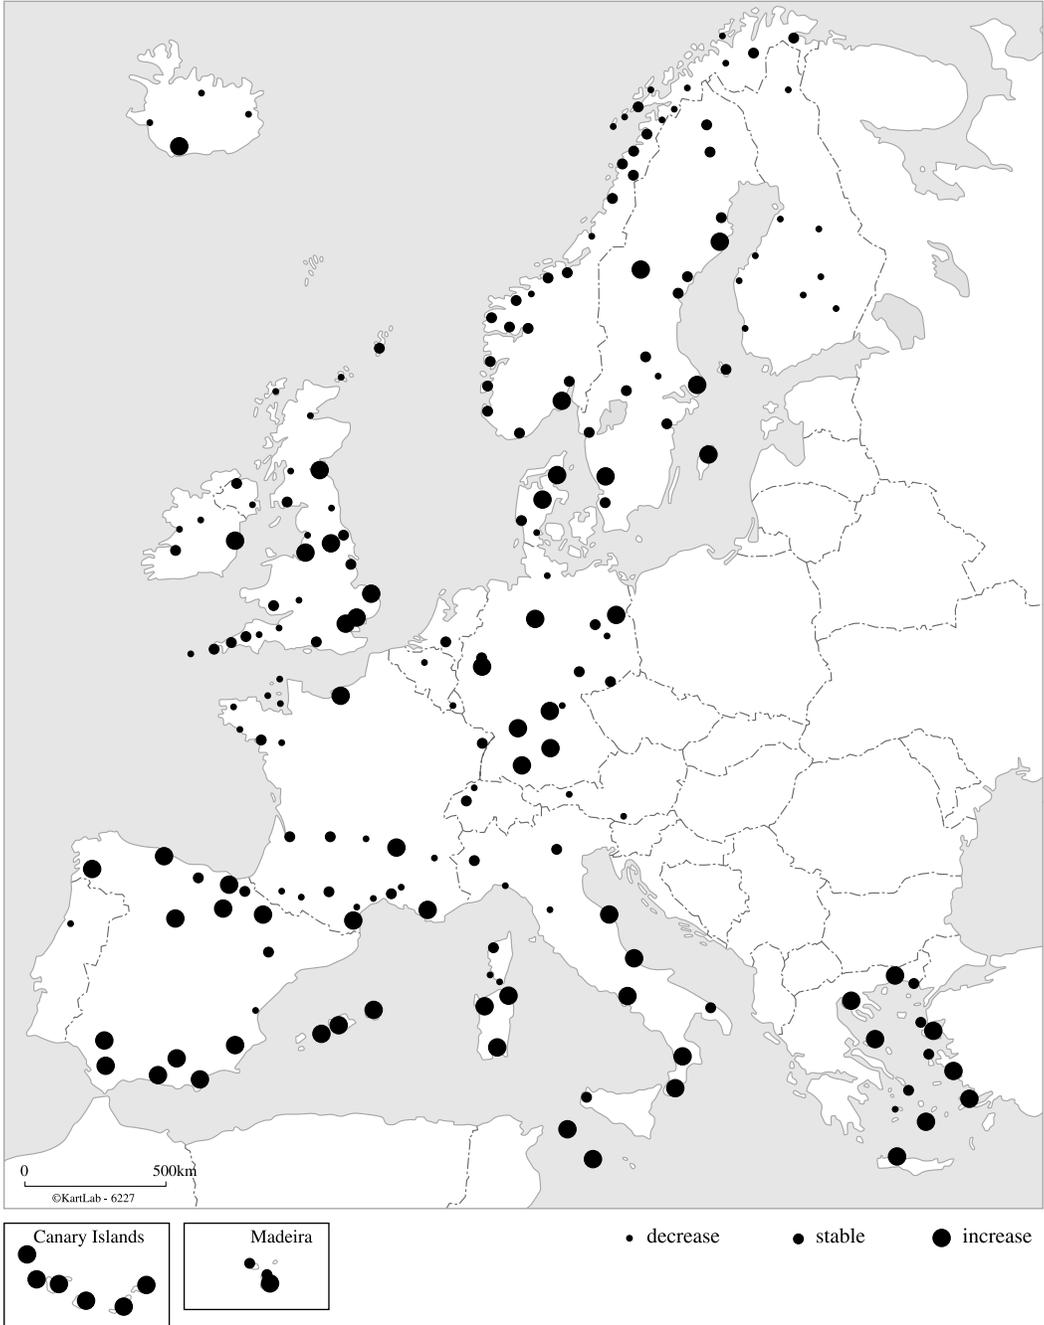 0 500km
©KartLab - 6227
Canary Islands
Madeira
decrease
stable
increase